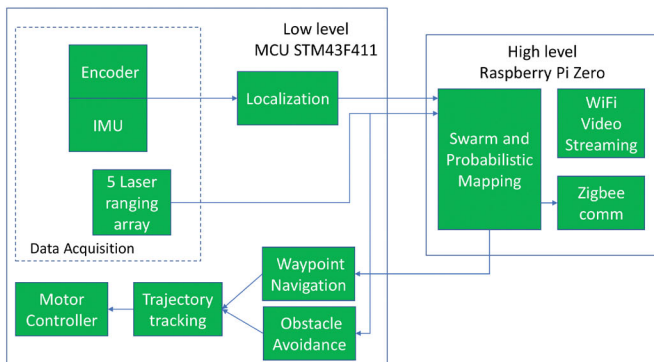 Low level
MCU STM43F411
High level
Raspberry Pi Zero
Encoder
IMU
Localization
5 Laser
ranging
array
Data Acquisition
Swarm and
Probabilistic
Mapping
WiFi
Video
Streaming
Zigbee
comm
Waypoint
Navigation
Motor
Controller
Trajectory
tracking
Obstacle
Avoidance